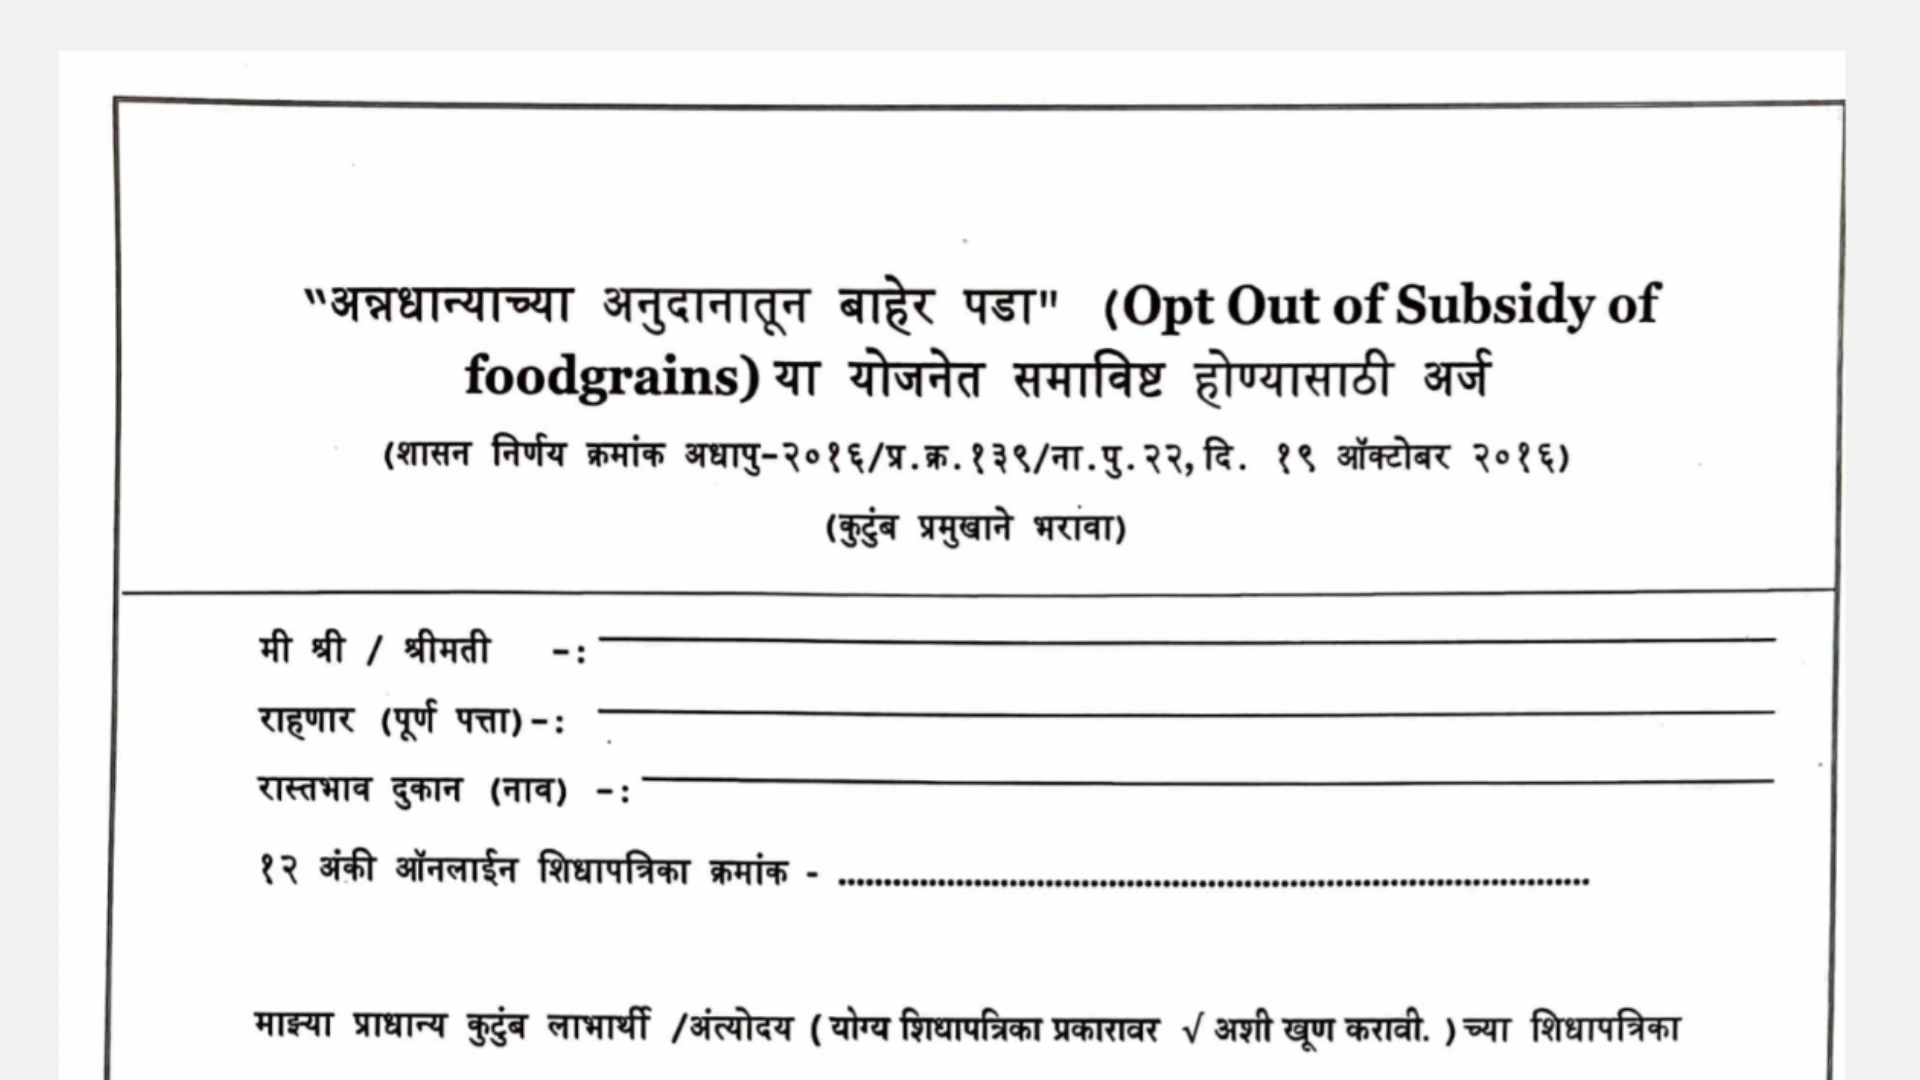 "अन्नधान्याच्या अनुदानातून बाहेर पडा" (Opt Out of Subsidy of
foodgrains) या योजनेत समाविष्ट होण्यासाठी अर्ज
(शासन निर्णय क्रमांक अधापु-२०१६/प्र.क्र.१३९/ना.पु.२२, दि. १९ ऑक्टोबर २०१६)
(कुटुंब प्रमुखाने भरावा)
मी श्री / श्रीमती -:
राहणार (पूर्ण पत्ता)-:
रास्तभाव दुकान (नाव) -:
१२ अंकी ऑनलाईन शिधापत्रिका क्रमांक - ........................................................................
माझ्या प्राधान्य कुटुंब लाभार्थी /अंत्योदय ( योग्य शिधापत्रिका प्रकारावर √ अशी खूण करावी. ) च्या शिधापत्रिका